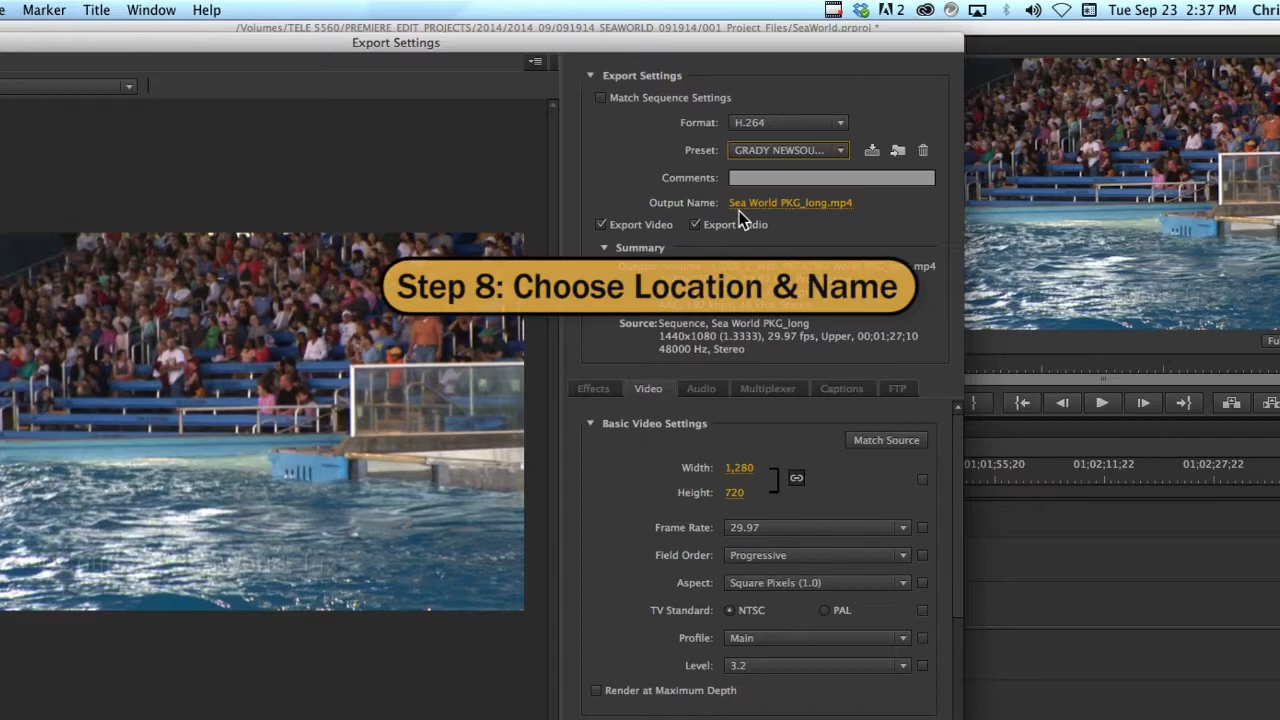 Marker Title Window Help
2 Tue Sep 23 2:37 PM Chri
/Volumes/TELE 5560/PREMIERE_EDIT_PROJECTS/2014/2014_09/091914_SEAWORLD_091914/001_Project_Files/SeaWorld.prproj *
Export Settings
Export Settings
Match Sequence Settings
Format: H.264
Preset: GRADY NEWSOU...
Comments:
Output Name: Sea World PKG_long.mp4
Export Video Export Audio
Summary
.mp4
Step 8: Choose Location & Name
Source: Sequence, Sea World PKG_long
1440x1080 (1.3333), 29.97 fps, Upper, 00;01;27;10
48000 Hz, Stereo
Fu
Effects Video Audio Multiplexer Captions FTP
Basic Video Settings
Match Source
Width: 1,280
Height: 720
01;01;55;20 01;02;11;22 01;02;27;22
Frame Rate: 29.97
Field Order: Progressive
Aspect: Square Pixels (1.0)
TV Standard: NTSC PAL
Profile: Main
Level: 3.2
Render at Maximum Depth